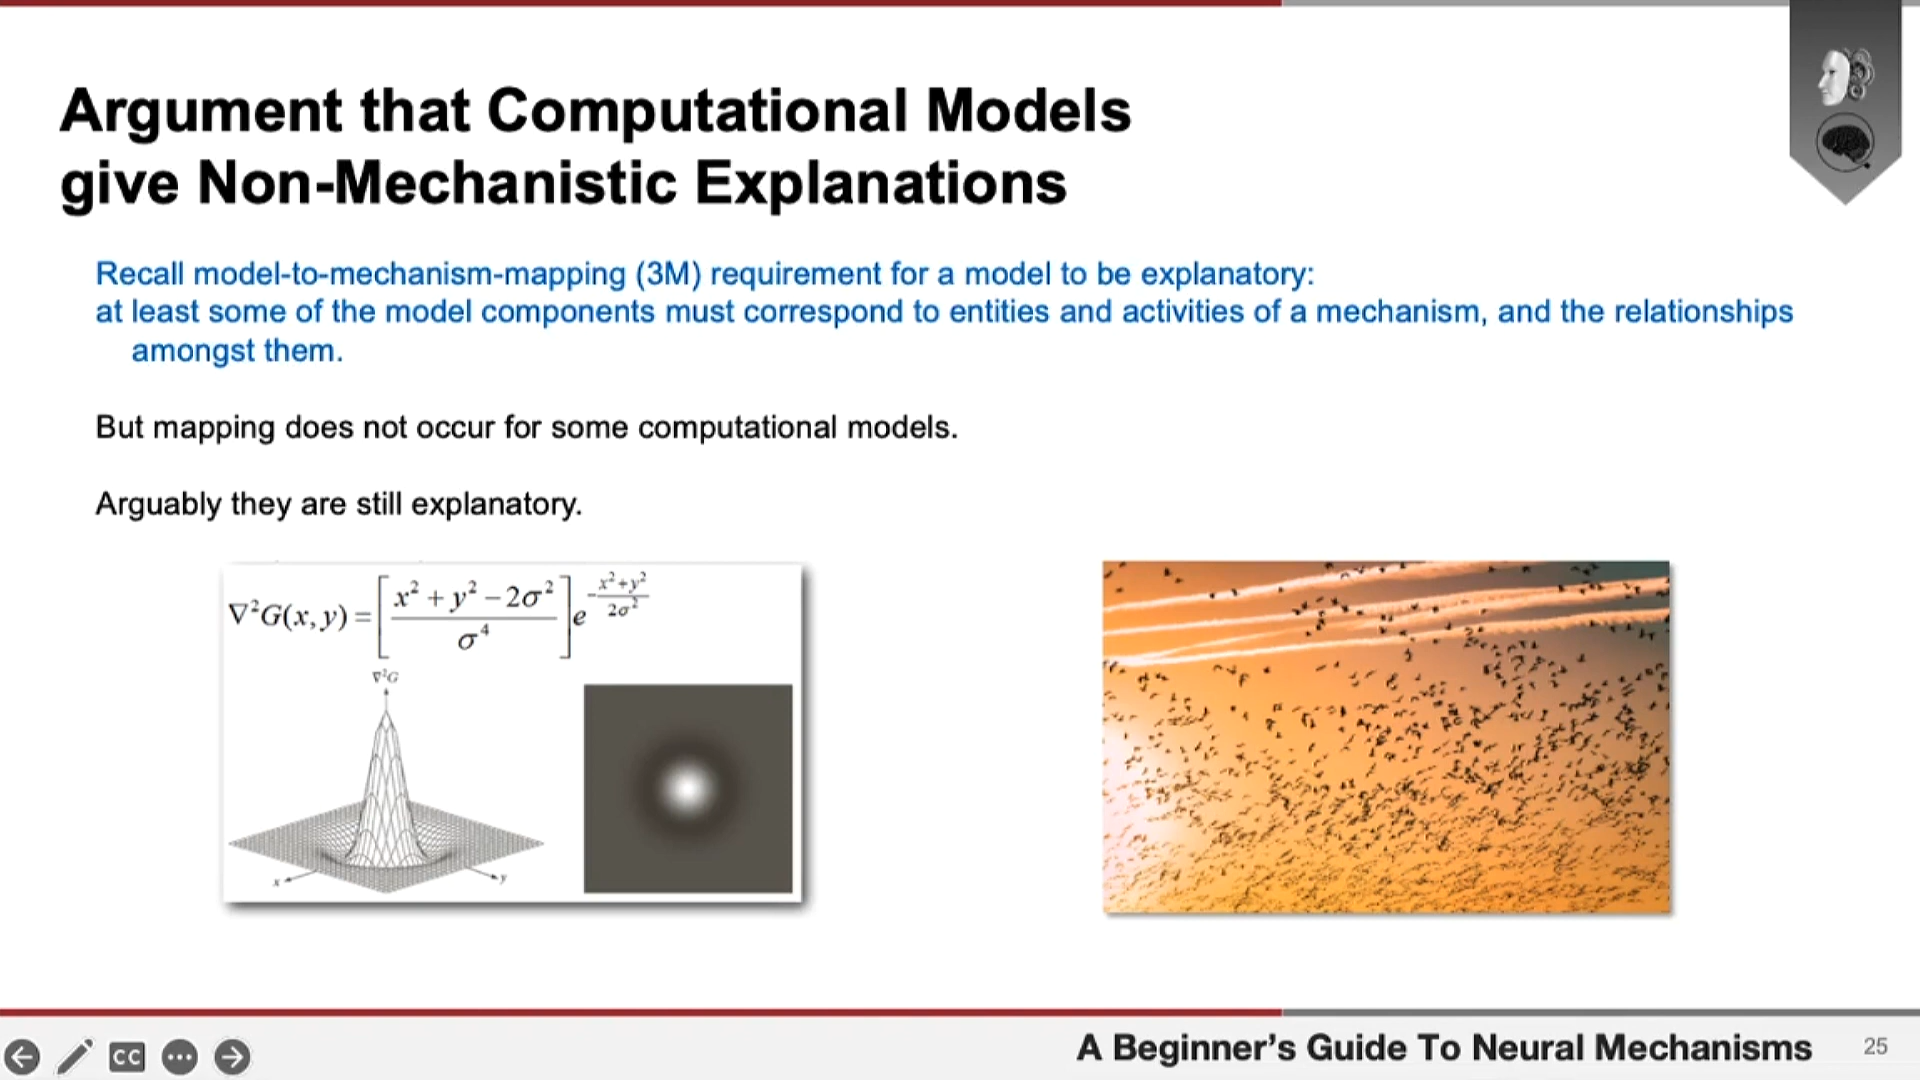 Argument that Computational Models
give Non-Mechanistic Explanations
Recall model-to-mechanism-mapping (3M) requirement for a model to be explanatory:
at least some of the model components must correspond to entities and activities of a mechanism, and the relationships
amongst them.
But mapping does not occur for some computational models.
Arguably they are still explanatory.
∇²G(x, y) = [x² + y² − 2σ² / σ⁴] e^−(x²+y² / 2σ²)
∇²G
x
y
A Beginner's Guide To Neural Mechanisms
25
CC